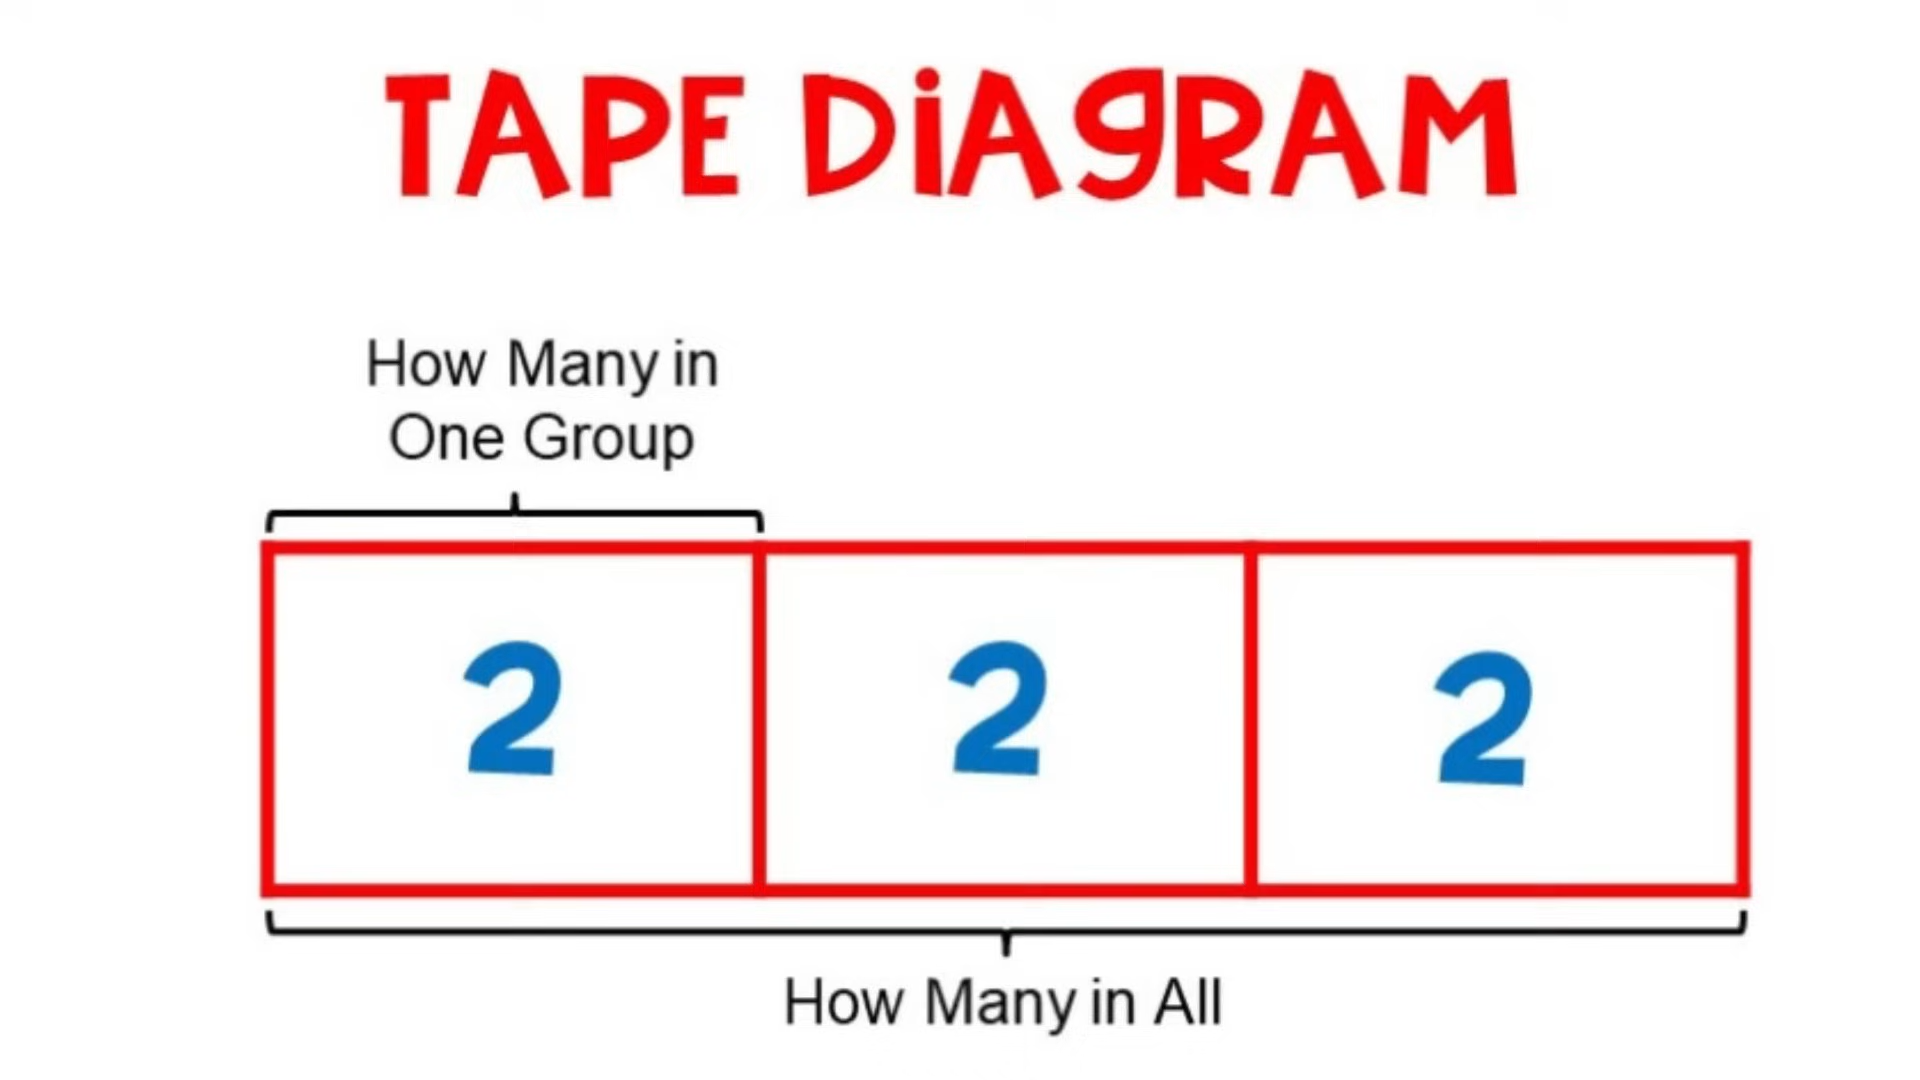 TAPE DiAGRAM
How Many in
One Group
2 2 2
How Many in All